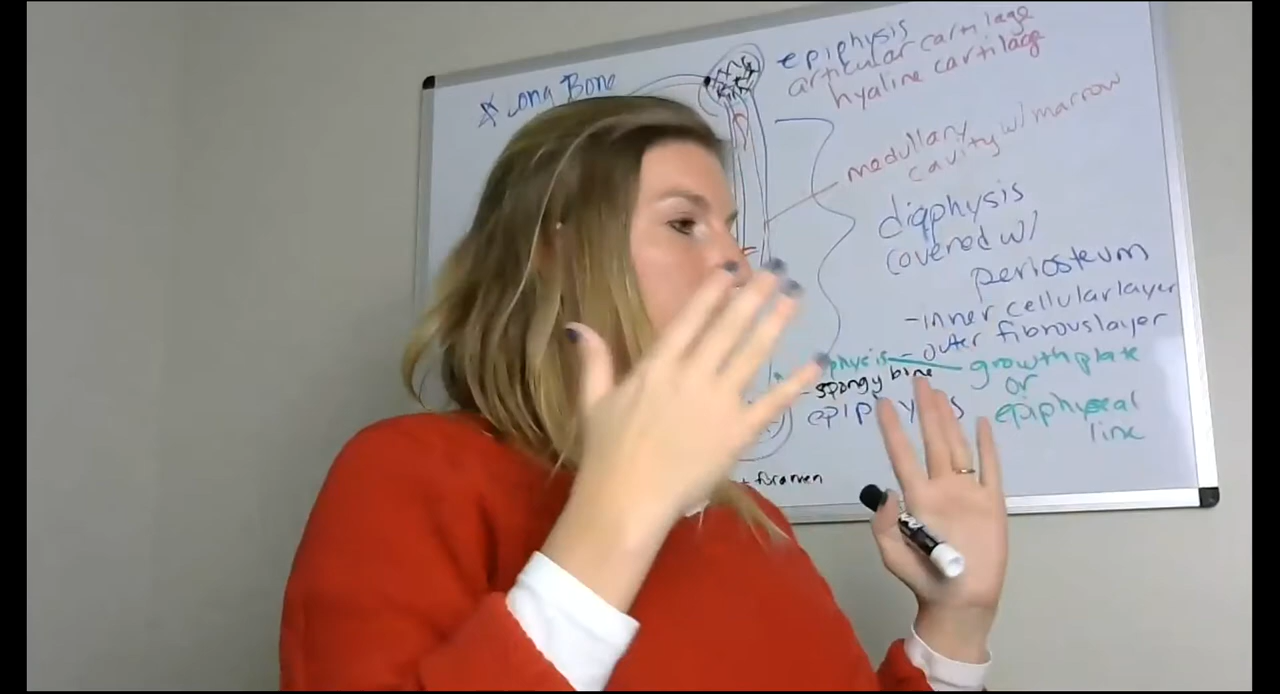 Long Bone
epiphysis
articular cartilage
hyaline cartilage
medullary
cavity w/ marrow
diaphysis
covered w/
periosteum
- inner cellular layer
- outer fibrous layer
physis growth plate
- spongy bone or
epiphyseal
line
+ foramen